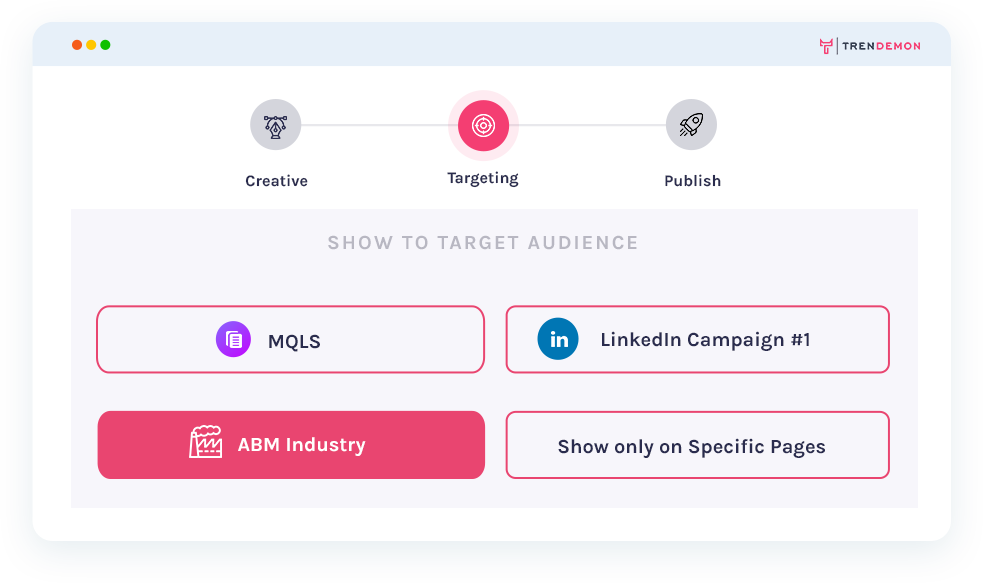 TRENDEMON
Creative
Targeting
Publish
SHOW TO TARGET AUDIENCE
MQLS
in LinkedIn Campaign #1
ABM Industry
Show only on Specific Pages